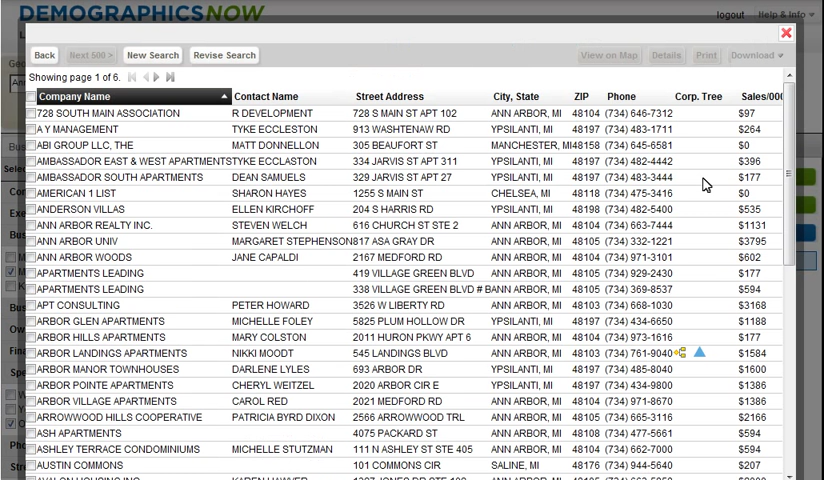 DEMOGRAPHICSNOW
logout Help & Info
Back Next 500 > New Search Revise Search View on Map Details Print Download
Showing page 1 of 6.
Company Name Contact Name Street Address City, State ZIP Phone Corp. Tree Sales/000
728 SOUTH MAIN ASSOCIATION R DEVELOPMENT 728 S MAIN ST APT 102 ANN ARBOR, MI 48104 (734) 646-7312 $97
A Y MANAGEMENT TYKE ECCLESTON 913 WASHTENAW RD YPSILANTI, MI 48197 (734) 483-1711 $264
ABI GROUP LLC, THE MATT DONNELLON 305 BEAUFORT ST MANCHESTER, MI 48158 (734) 645-6581 $0
AMBASSADOR EAST & WEST APARTMENTS TYKE ECCLASTON 334 JARVIS ST APT 311 YPSILANTI, MI 48197 (734) 482-4442 $396
AMBASSADOR SOUTH APARTMENTS DEAN SAMUELS 329 JARVIS ST APT 27 YPSILANTI, MI 48197 (734) 483-3444 $177
AMERICAN 1 LIST SHARON HAYES 1255 S MAIN ST CHELSEA, MI 48118 (734) 475-3416 $0
ANDERSON VILLAS ELLEN KIRCHOFF 204 S HARRIS RD YPSILANTI, MI 48198 (734) 482-5400 $535
ANN ARBOR REALTY INC. STEVEN WELCH 616 CHURCH ST STE 2 ANN ARBOR, MI 48104 (734) 663-7444 $1131
ANN ARBOR UNIV MARGARET STEPHENSON 817 ASA GRAY DR ANN ARBOR, MI 48105 (734) 332-1221 $3795
ANN ARBOR WOODS JANE CAPALDI 2167 MEDFORD RD ANN ARBOR, MI 48104 (734) 971-3101 $602
APARTMENTS LEADING 419 VILLAGE GREEN BLVD ANN ARBOR, MI 48105 (734) 929-2430 $177
APARTMENTS LEADING 338 VILLAGE GREEN BLVD # B ANN ARBOR, MI 48105 (734) 369-8537 $594
APT CONSULTING PETER HOWARD 3526 W LIBERTY RD ANN ARBOR, MI 48103 (734) 668-1030 $3168
ARBOR GLEN APARTMENTS MICHELLE FOLEY 5825 PLUM HOLLOW DR YPSILANTI, MI 48197 (734) 434-6650 $1188
ARBOR HILLS APARTMENTS MARY COLSTON 2011 HURON PKWY APT 6 ANN ARBOR, MI 48104 (734) 973-1616 $177
ARBOR LANDINGS APARTMENTS NIKKI MOODT 545 LANDINGS BLVD ANN ARBOR, MI 48103 (734) 761-9040 $1584
ARBOR MANOR TOWNHOUSES DARLENE LYLES 693 ARBOR DR YPSILANTI, MI 48197 (734) 485-8040 $1600
ARBOR POINTE APARTMENTS CHERYL WEITZEL 2020 ARBOR CIR E YPSILANTI, MI 48197 (734) 434-9800 $1386
ARBOR VILLAGE APARTMENTS CAROL RED 2021 MEDFORD RD ANN ARBOR, MI 48104 (734) 971-8670 $1386
ARROWWOOD HILLS COOPERATIVE PATRICIA BYRD DIXON 2566 ARROWWOOD TRL ANN ARBOR, MI 48105 (734) 665-3116 $2166
ASH APARTMENTS 4075 PACKARD ST ANN ARBOR, MI 48108 (734) 477-5661 $594
ASHLEY TERRACE CONDOMINIUMS MICHELLE STUTZMAN 111 N ASHLEY ST STE 405 ANN ARBOR, MI 48104 (734) 662-7000 $594
AUSTIN COMMONS 101 COMMONS CIR SALINE, MI 48176 (734) 944-5640 $207